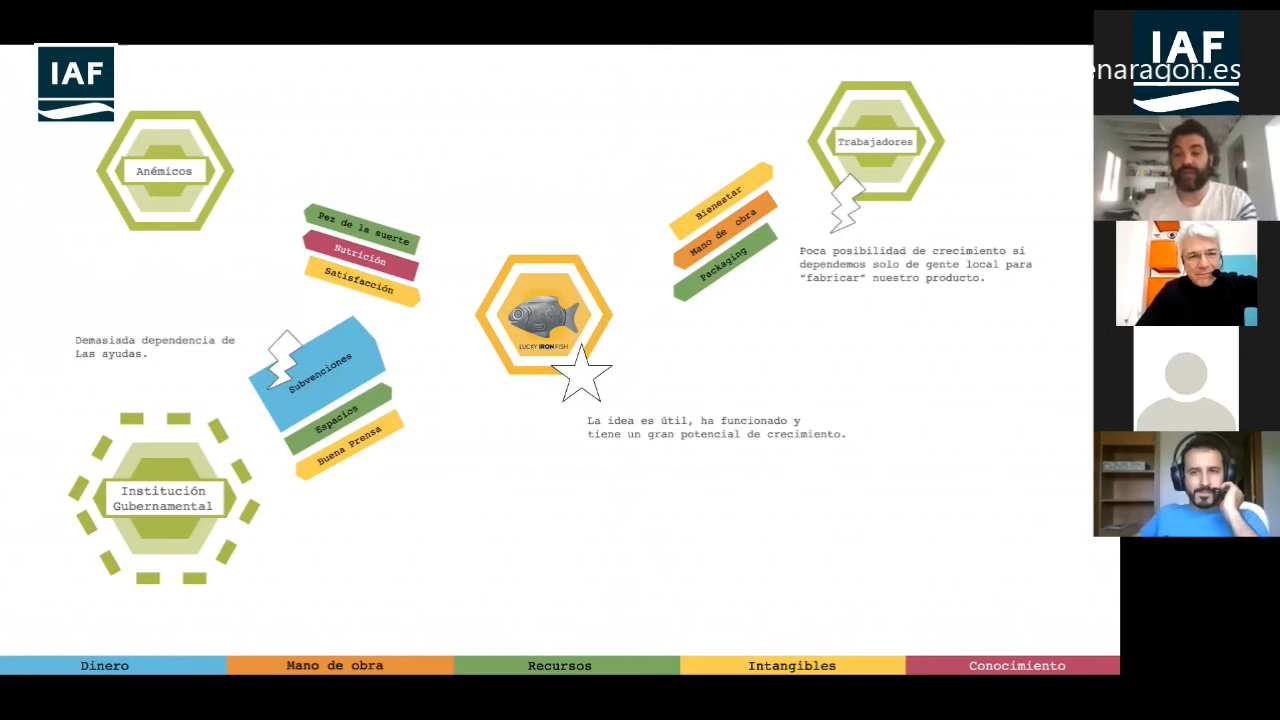 IAF
IAF
enaragon.es
Anémicos
Trabajadores
Pez de la suerte
Nutrición
Satisfacción
Bienestar
Mano de obra
Packaging
Poca posibilidad de crecimiento si
dependemos solo de gente local para
“fabricar” nuestro producto.
LUCKY IRON FISH
Demasiada dependencia de
Las ayudas.
Subvenciones
Espacios
Buena Prensa
La idea es útil, ha funcionado y
tiene un gran potencial de crecimiento.
Institución
Gubernamental
Dinero
Mano de obra
Recursos
Intangibles
Conocimiento